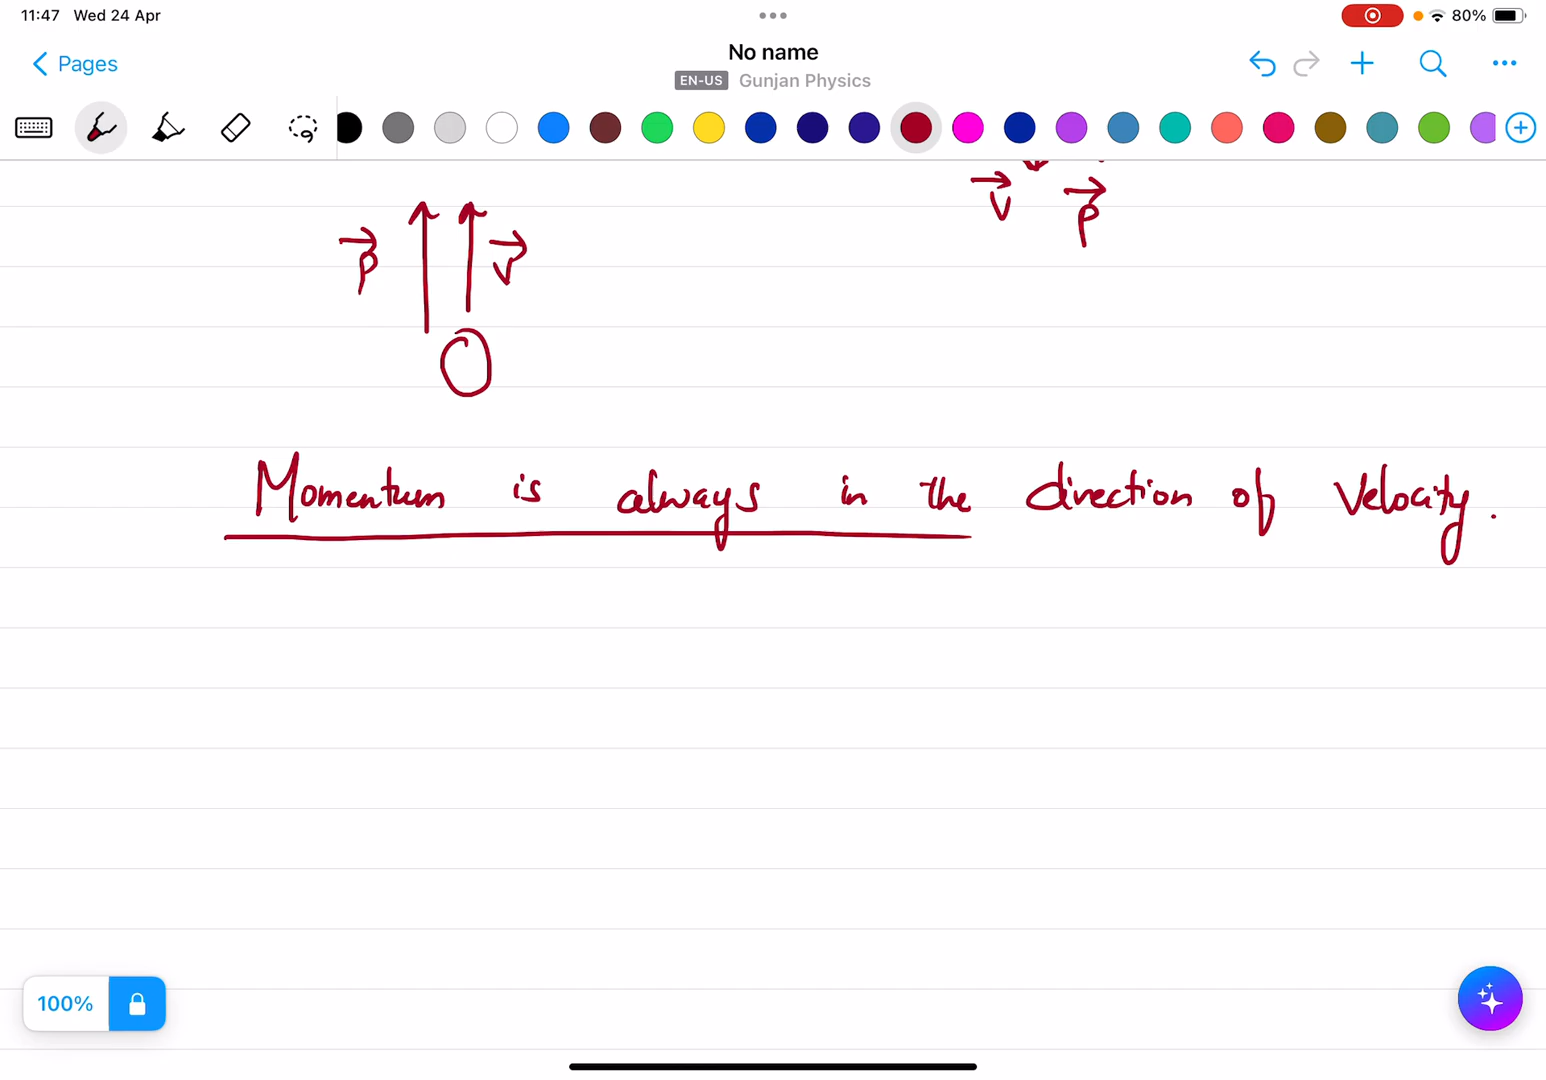 11:47 Wed 24 Apr
80%
No name
Pages
EN-US Gunjan Physics
v p
p v
Momentum is always in the direction of Velocity.
100%